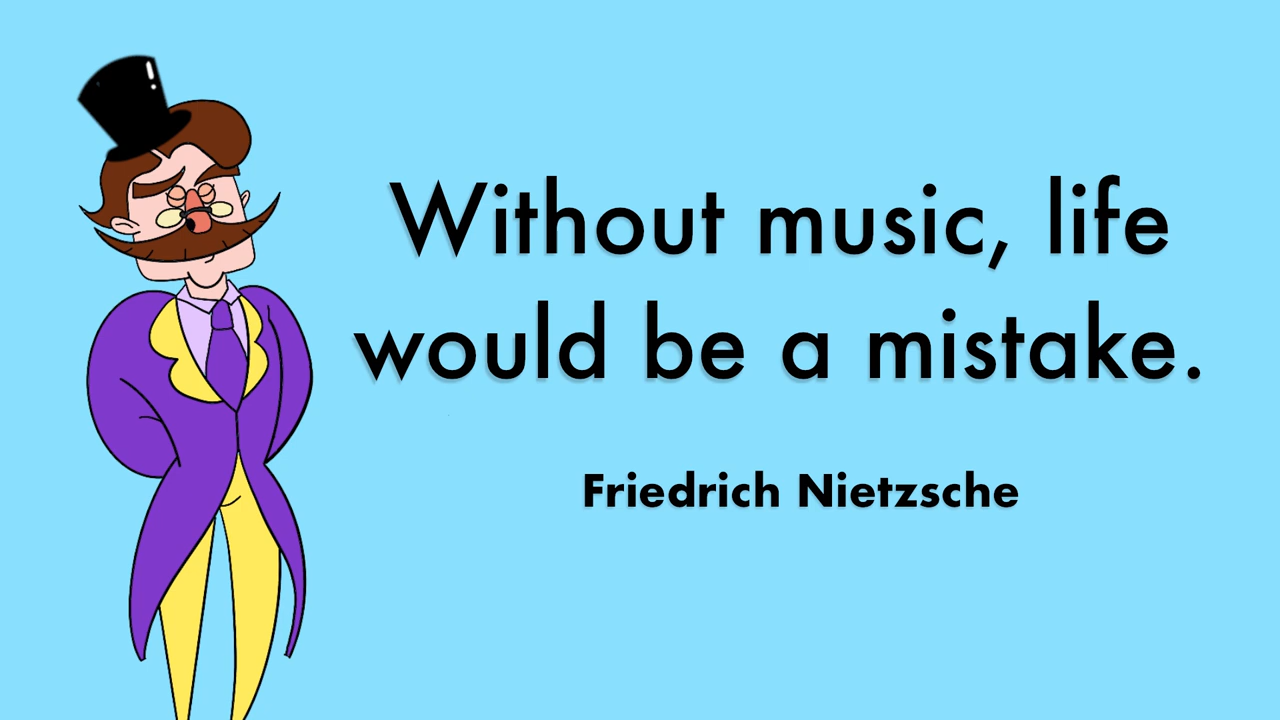 Without music, life
would be a mistake.
Friedrich Nietzsche